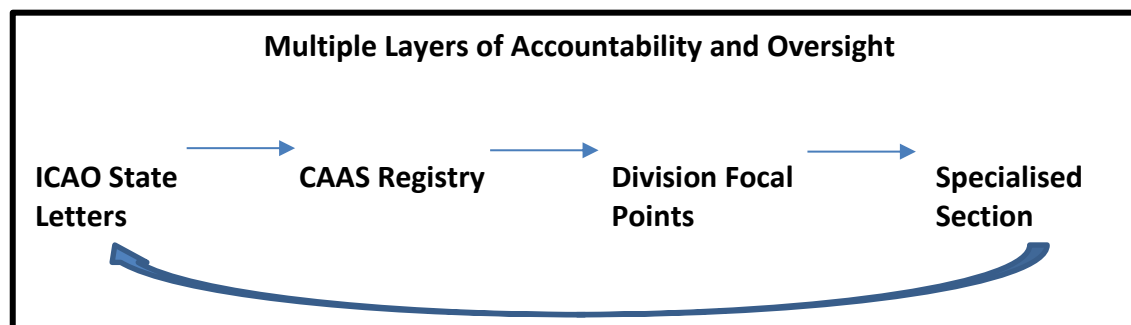 Multiple Layers of Accountability and Oversight
ICAO State
Letters
CAAS Registry
Division Focal
Points
Specialised
Section